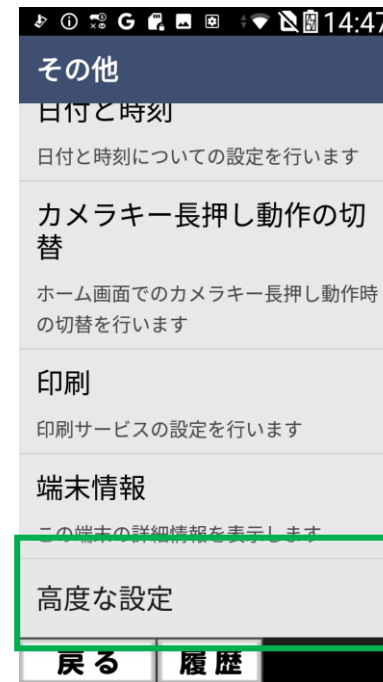 14:47
その他
日付と時刻
日付と時刻についての設定を行います
カメラキー長押し動作の切
替
ホーム画面でのカメラキー長押し動作時
の切替を行います
印刷
印刷サービスの設定を行います
端末情報
この端末の詳細情報を表示します
高度な設定
戻る 履歴